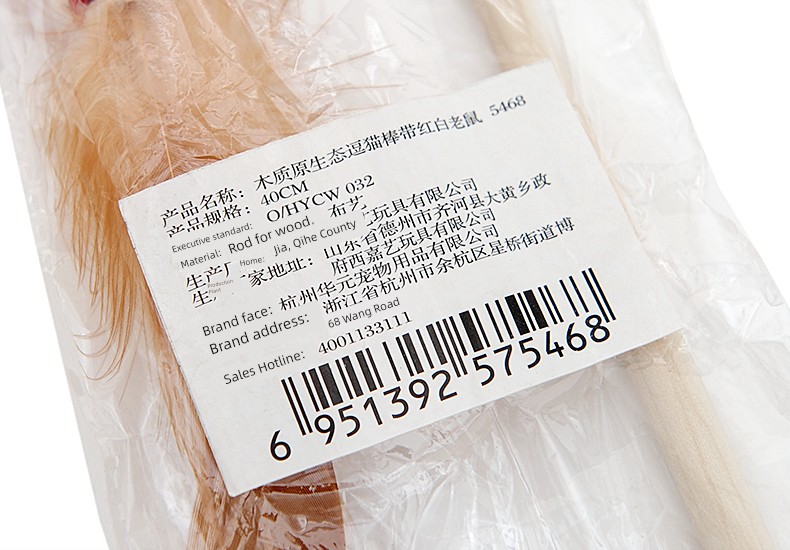 产品名称: 木质原生态逗猫棒带红白老鼠 5468
产品规格: 40CM
Executive standard: O/HYCW 032
Material: Rod for wood. 布艺
生产厂 艺玩具有限公司
Home: Jia, Qihe County 山东省德州市齐河县大黄乡政
Production Plant
生 家地址: 府西嘉艺玩具有限公司
Brand face: 杭州华元宠物用品有限公司
Brand address: 浙江省杭州市余杭区星桥街道博
68 Wang Road
Sales Hotline: 4001133111
6 951392 575468